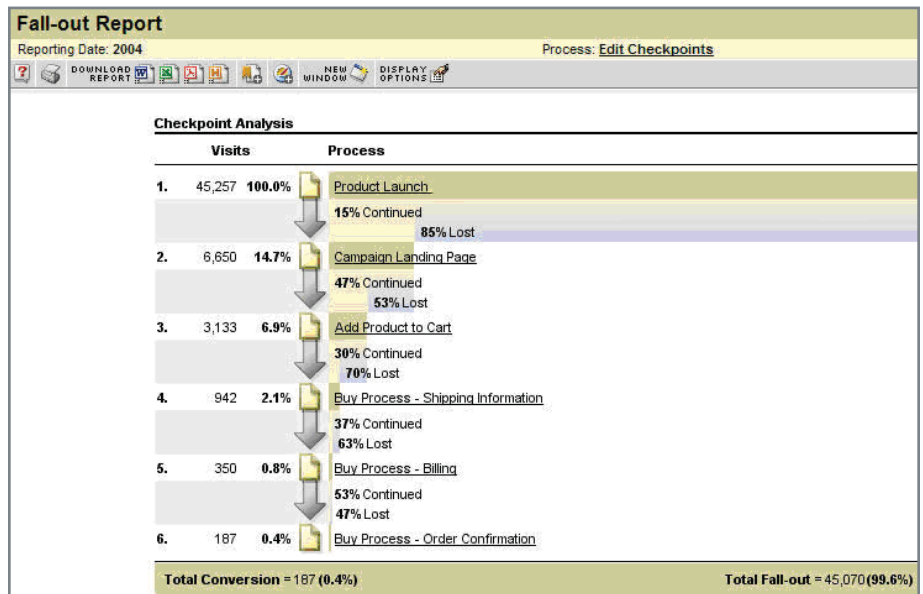 Fall-out Report
Reporting Date: 2004 Process: Edit Checkpoints
? DOWNLOAD REPORT W X H NEW WINDOW DISPLAY OPTIONS
Checkpoint Analysis
Visits Process
1. 45,257 100.0% Product Launch
15% Continued
85% Lost
2. 6,650 14.7% Campaign Landing Page
47% Continued
53% Lost
3. 3,133 6.9% Add Product to Cart
30% Continued
70% Lost
4. 942 2.1% Buy Process - Shipping Information
37% Continued
63% Lost
5. 350 0.8% Buy Process - Billing
53% Continued
47% Lost
6. 187 0.4% Buy Process - Order Confirmation
Total Conversion = 187 (0.4%) Total Fall-out = 45,070 (99.6%)